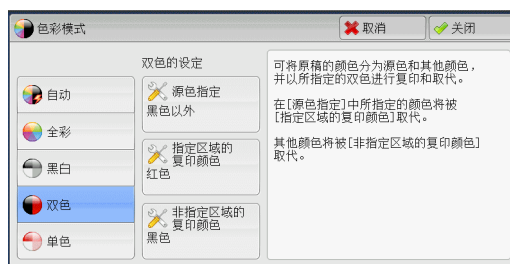 色彩模式
取消
关闭
自动
全彩
黑白
双色
单色
双色的设定
源色指定
黑色以外
指定区域的
复印颜色
红色
非指定区域的
复印颜色
黑色
可将原稿的颜色分为源色和其他颜色，
并以所指定的双色进行复印和取代。
在[源色指定]中所指定的颜色将被
[指定区域的复印颜色]取代。
其他颜色将被[非指定区域的复印颜色]
取代。